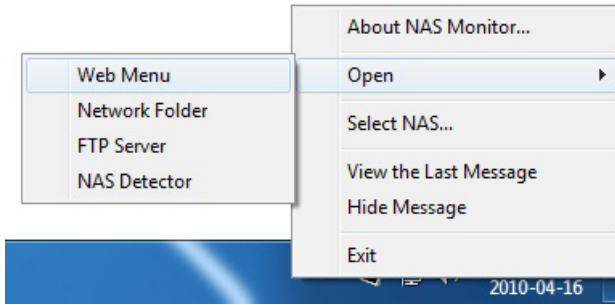 About NAS Monitor...
Open
Web Menu
Network Folder
FTP Server
NAS Detector
Select NAS...
View the Last Message
Hide Message
Exit
2010-04-16